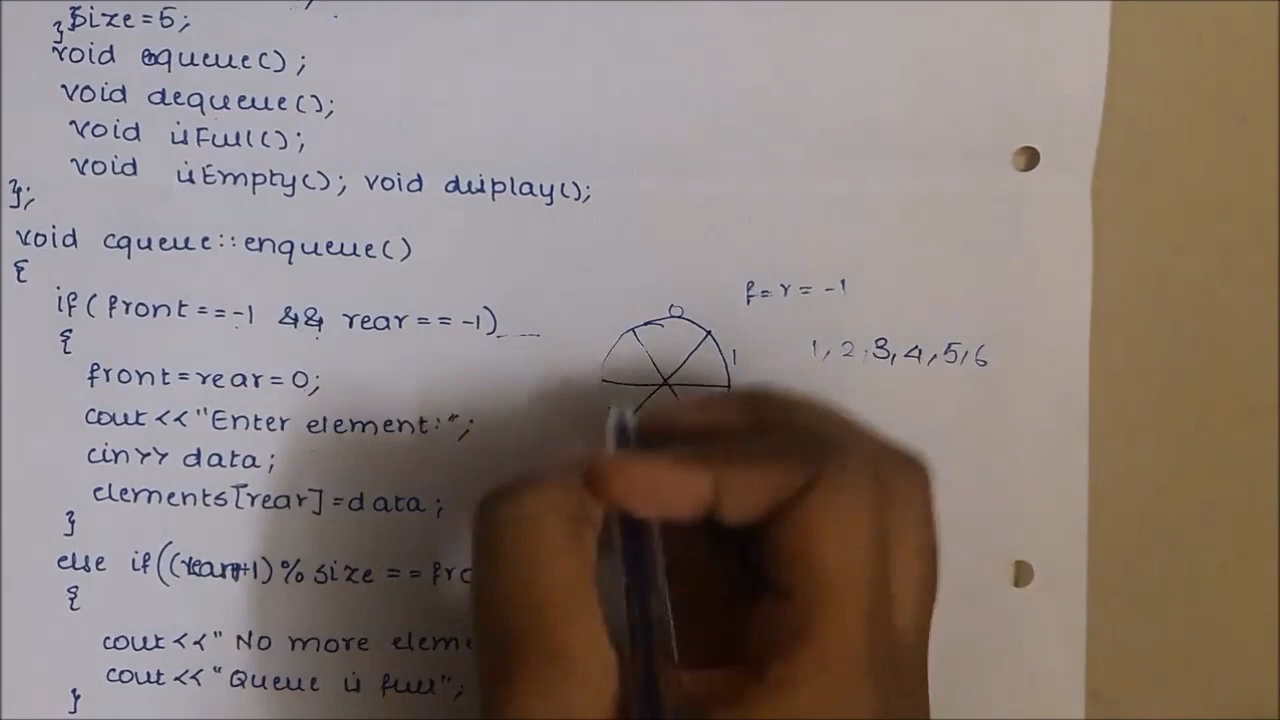 }size=5;
void enqueue();
void dequeue();
void isFull();
void isEmpty(); void display();
};
void cqueue::enqueue()
{
if(front==-1 && rear==-1)
{
front=rear=0;
cout<<"Enter element:";
cin>>data;
elements[rear]=data;
}
else if((rear+1)%size==fro
{
cout<<"No more eleme
cout<<"Queue is full";
}
f=r=-1
0
1
1,2,3,4,5,6